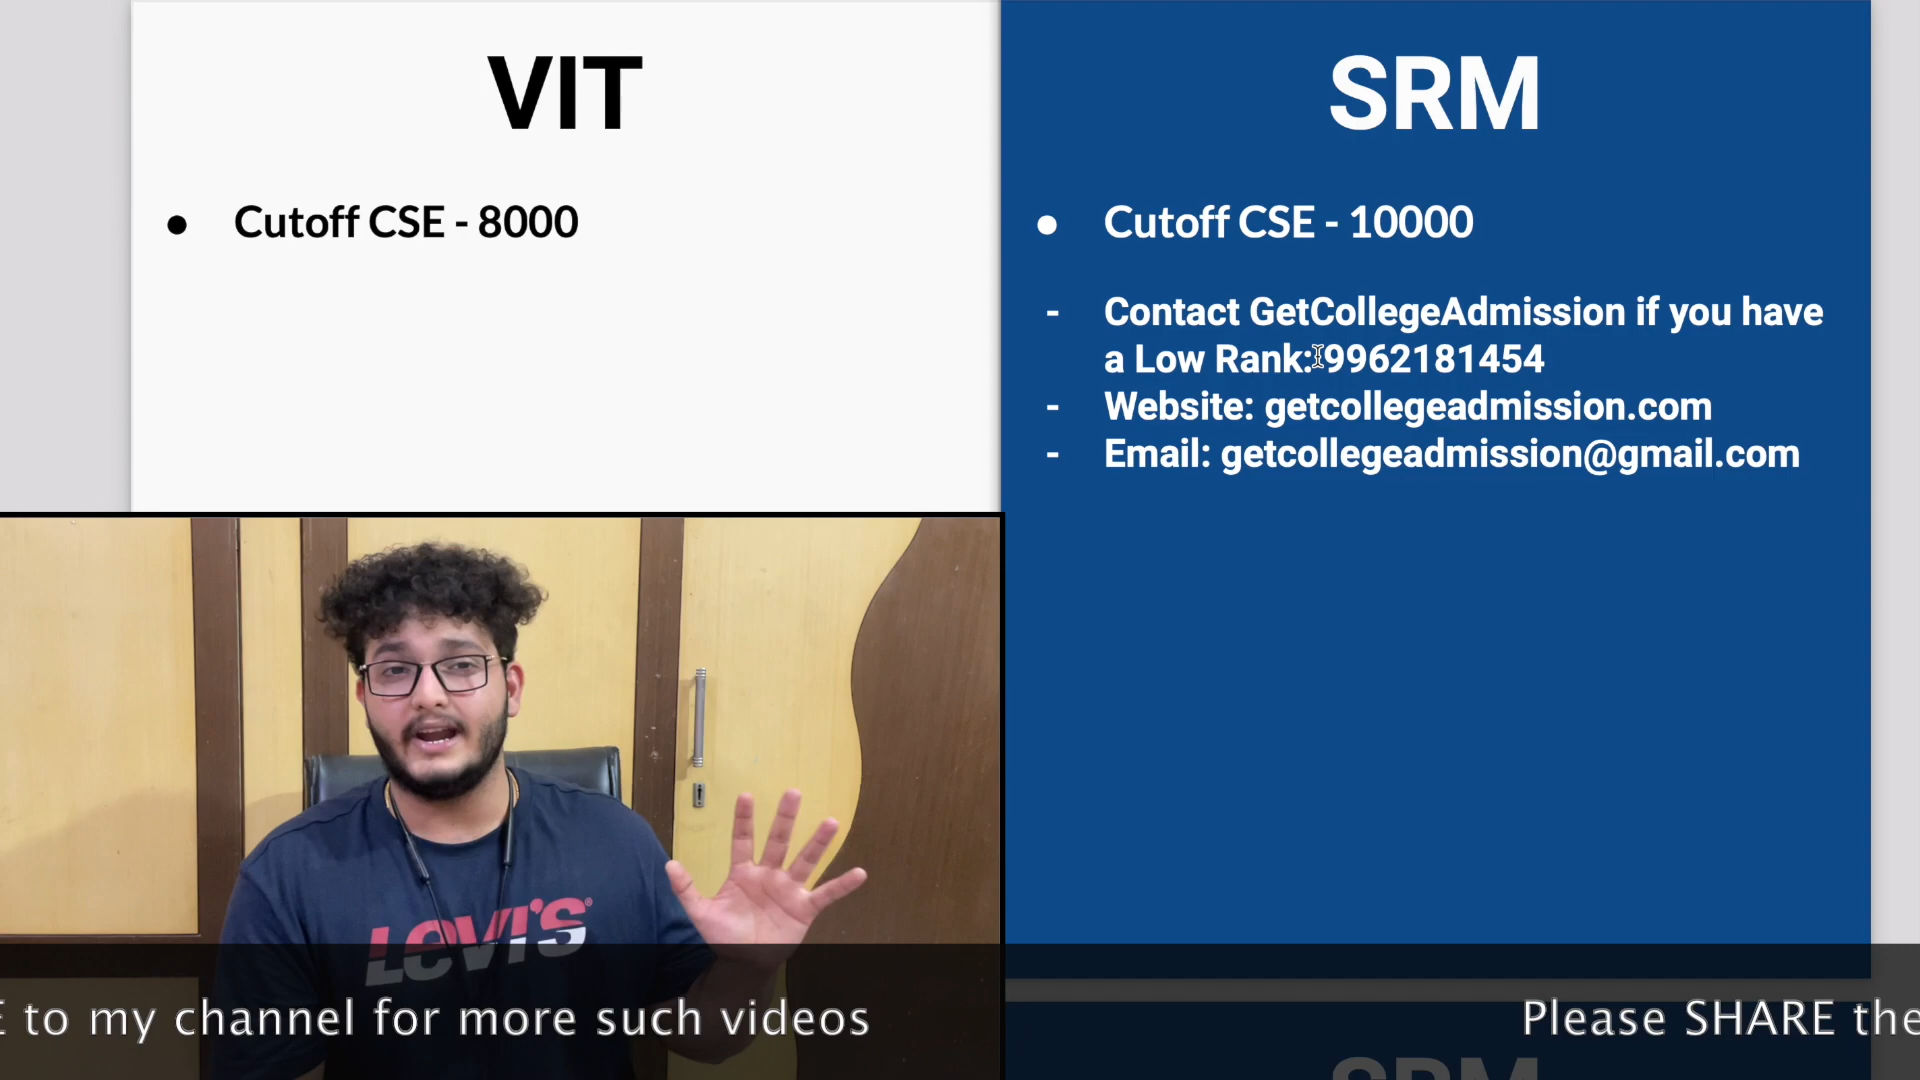 VIT
● Cutoff CSE - 8000
SRM
● Cutoff CSE - 10000
- Contact GetCollegeAdmission if you have
a Low Rank: 9962181454
- Website: getcollegeadmission.com
- Email: getcollegeadmission@gmail.com
LEVI'S®
E to my channel for more such videos
Please SHARE the
SRM